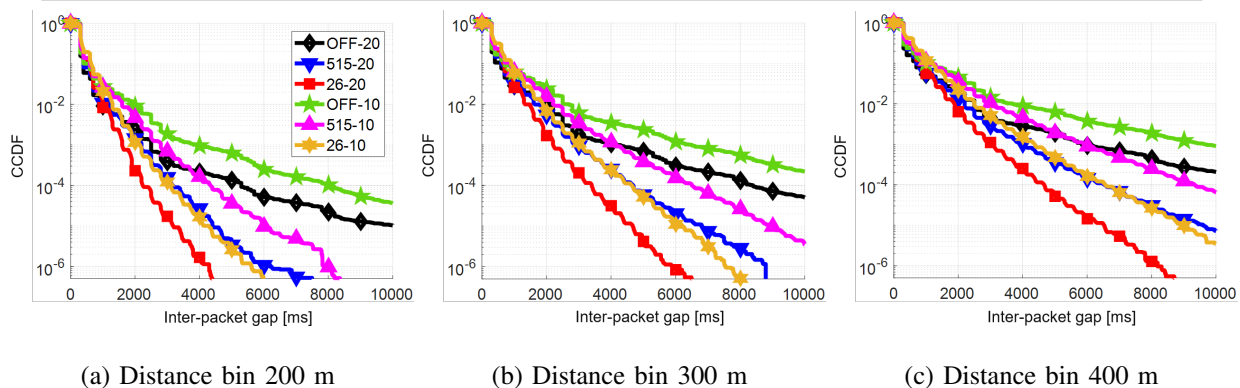 10^0
10^-2
10^-4
10^-6
CCDF
0 2000 4000 6000 8000 10000
Inter-packet gap [ms]
OFF-20
515-20
26-20
OFF-10
515-10
26-10
(a) Distance bin 200 m
10^0
10^-2
10^-4
10^-6
CCDF
0 2000 4000 6000 8000 10000
Inter-packet gap [ms]
(b) Distance bin 300 m
10^0
10^-2
10^-4
10^-6
CCDF
0 2000 4000 6000 8000 10000
Inter-packet gap [ms]
(c) Distance bin 400 m